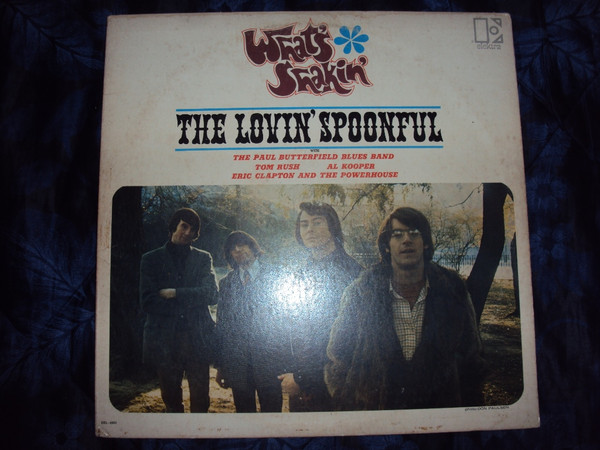 What's
Shakin'
elektra
THE LOVIN' SPOONFUL
WITH
THE PAUL BUTTERFIELD BLUES BAND
TOM RUSH AL KOOPER
ERIC CLAPTON AND THE POWERHOUSE